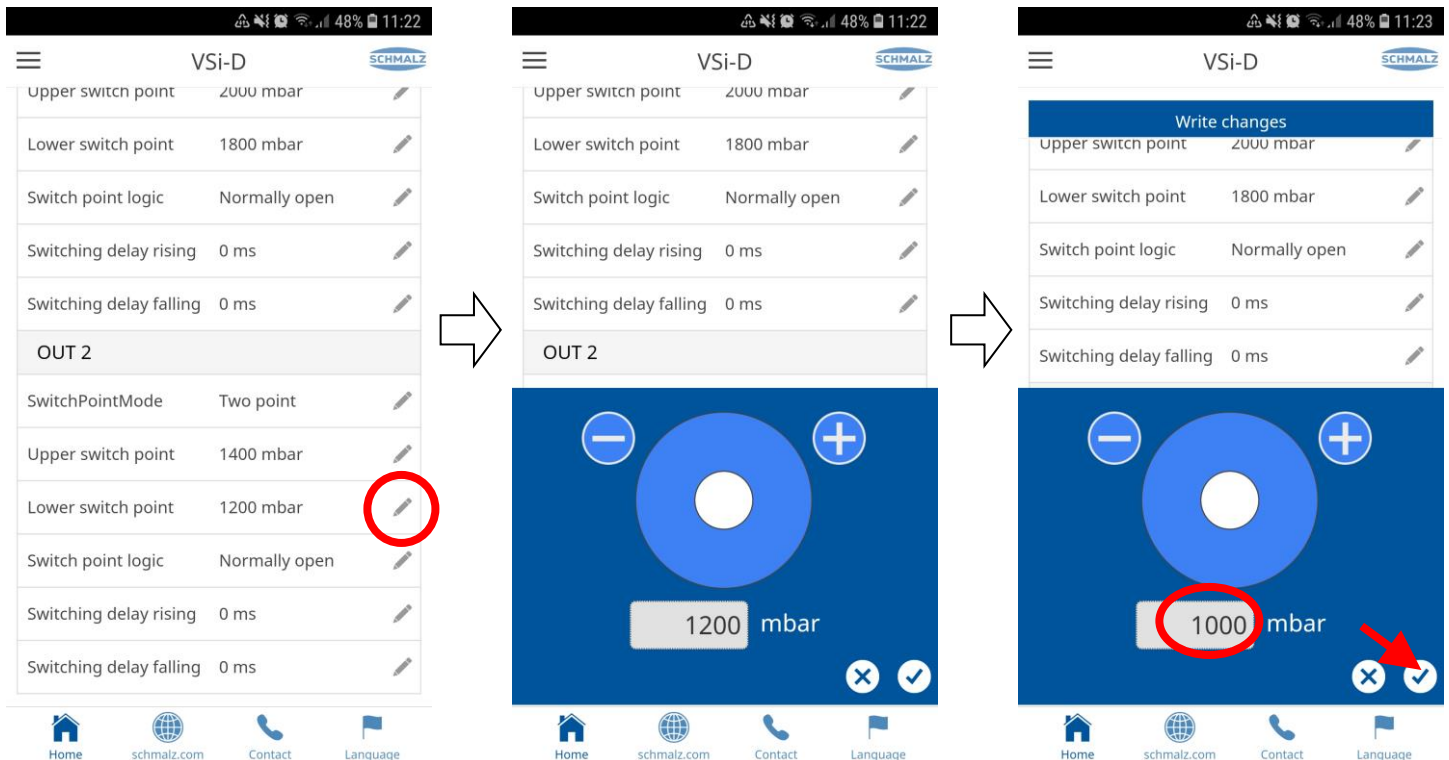 48% 11:22
VSi-D
SCHMALZ
Upper switch point 2000 mbar
Lower switch point 1800 mbar
Switch point logic Normally open
Switching delay rising 0 ms
Switching delay falling 0 ms
OUT 2
SwitchPointMode Two point
Upper switch point 1400 mbar
Lower switch point 1200 mbar
Switch point logic Normally open
Switching delay rising 0 ms
Switching delay falling 0 ms
Home schmalz.com Contact Language
48% 11:22
VSi-D
SCHMALZ
Upper switch point 2000 mbar
Lower switch point 1800 mbar
Switch point logic Normally open
Switching delay rising 0 ms
Switching delay falling 0 ms
OUT 2
1200 mbar
Home schmalz.com Contact Language
48% 11:23
VSi-D
SCHMALZ
Write changes
Upper switch point 2000 mbar
Lower switch point 1800 mbar
Switch point logic Normally open
Switching delay rising 0 ms
Switching delay falling 0 ms
1000 mbar
Home schmalz.com Contact Language